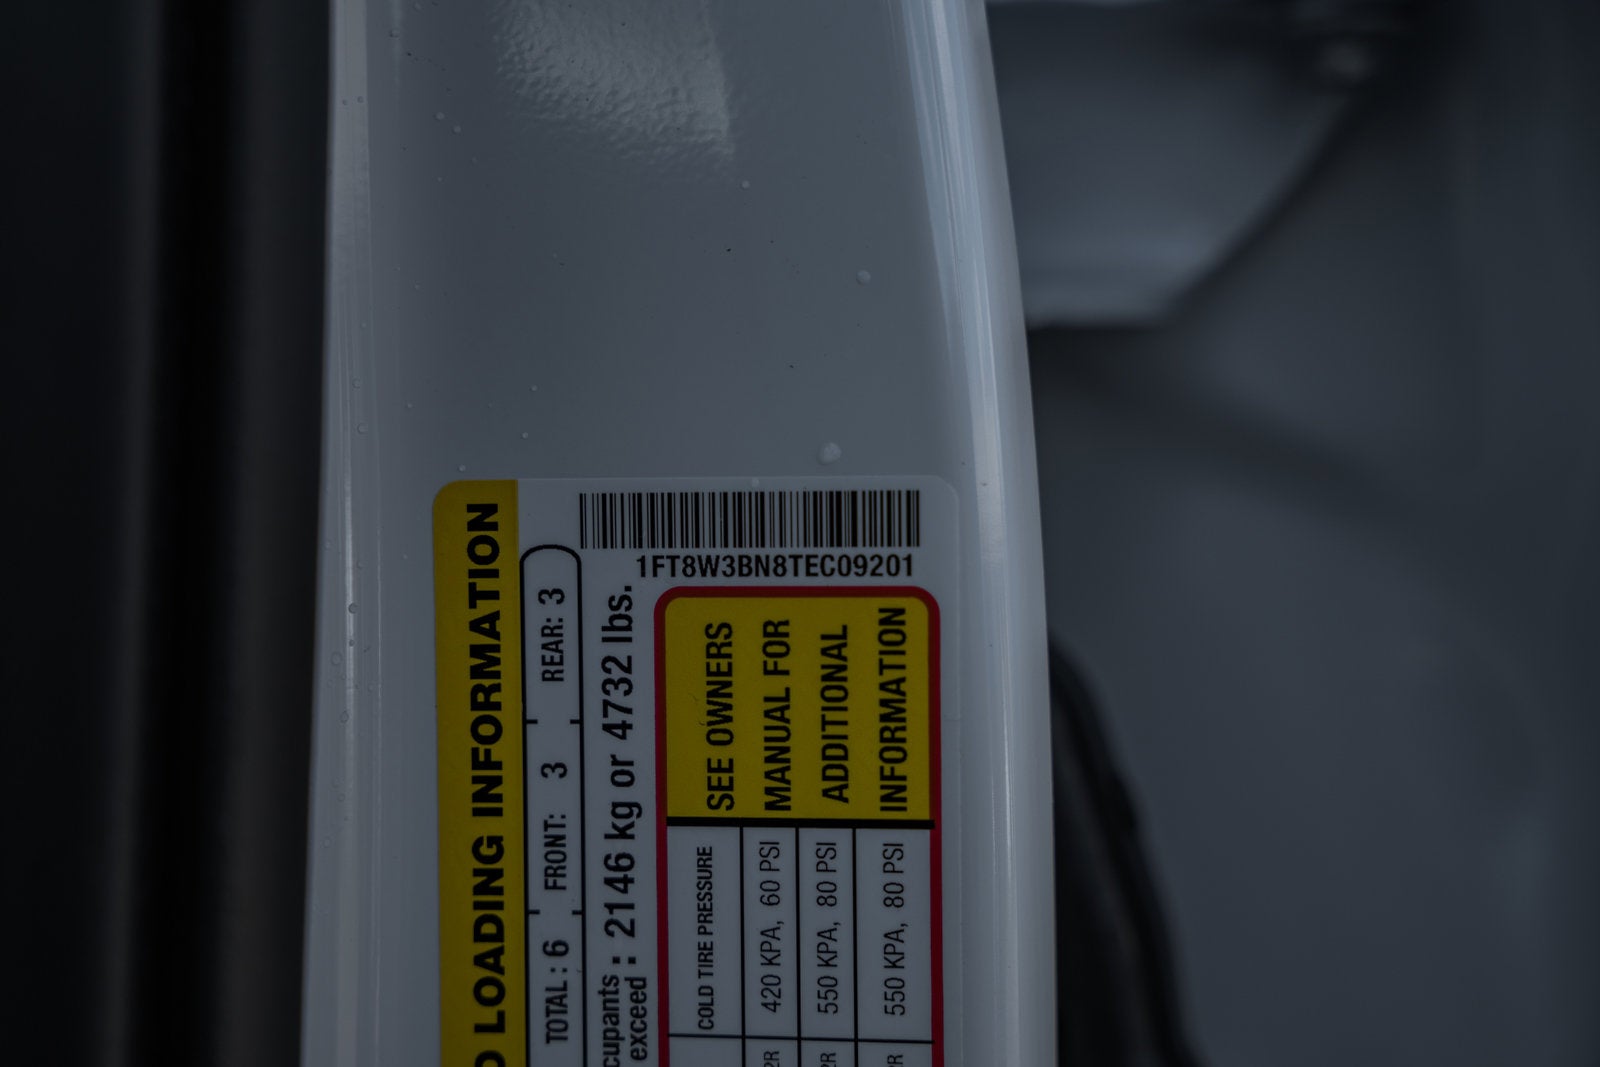 1FT8W3BN8TEC09201
LOADING INFORMATION
TOTAL : 6 FRONT: 3 REAR: 3
exceed : 2146 kg or 4732 lbs.
COLD TIRE PRESSURE
420 KPA, 60 PSI
550 KPA, 80 PSI
550 KPA, 80 PSI
SEE OWNERS
MANUAL FOR
ADDITIONAL
INFORMATION